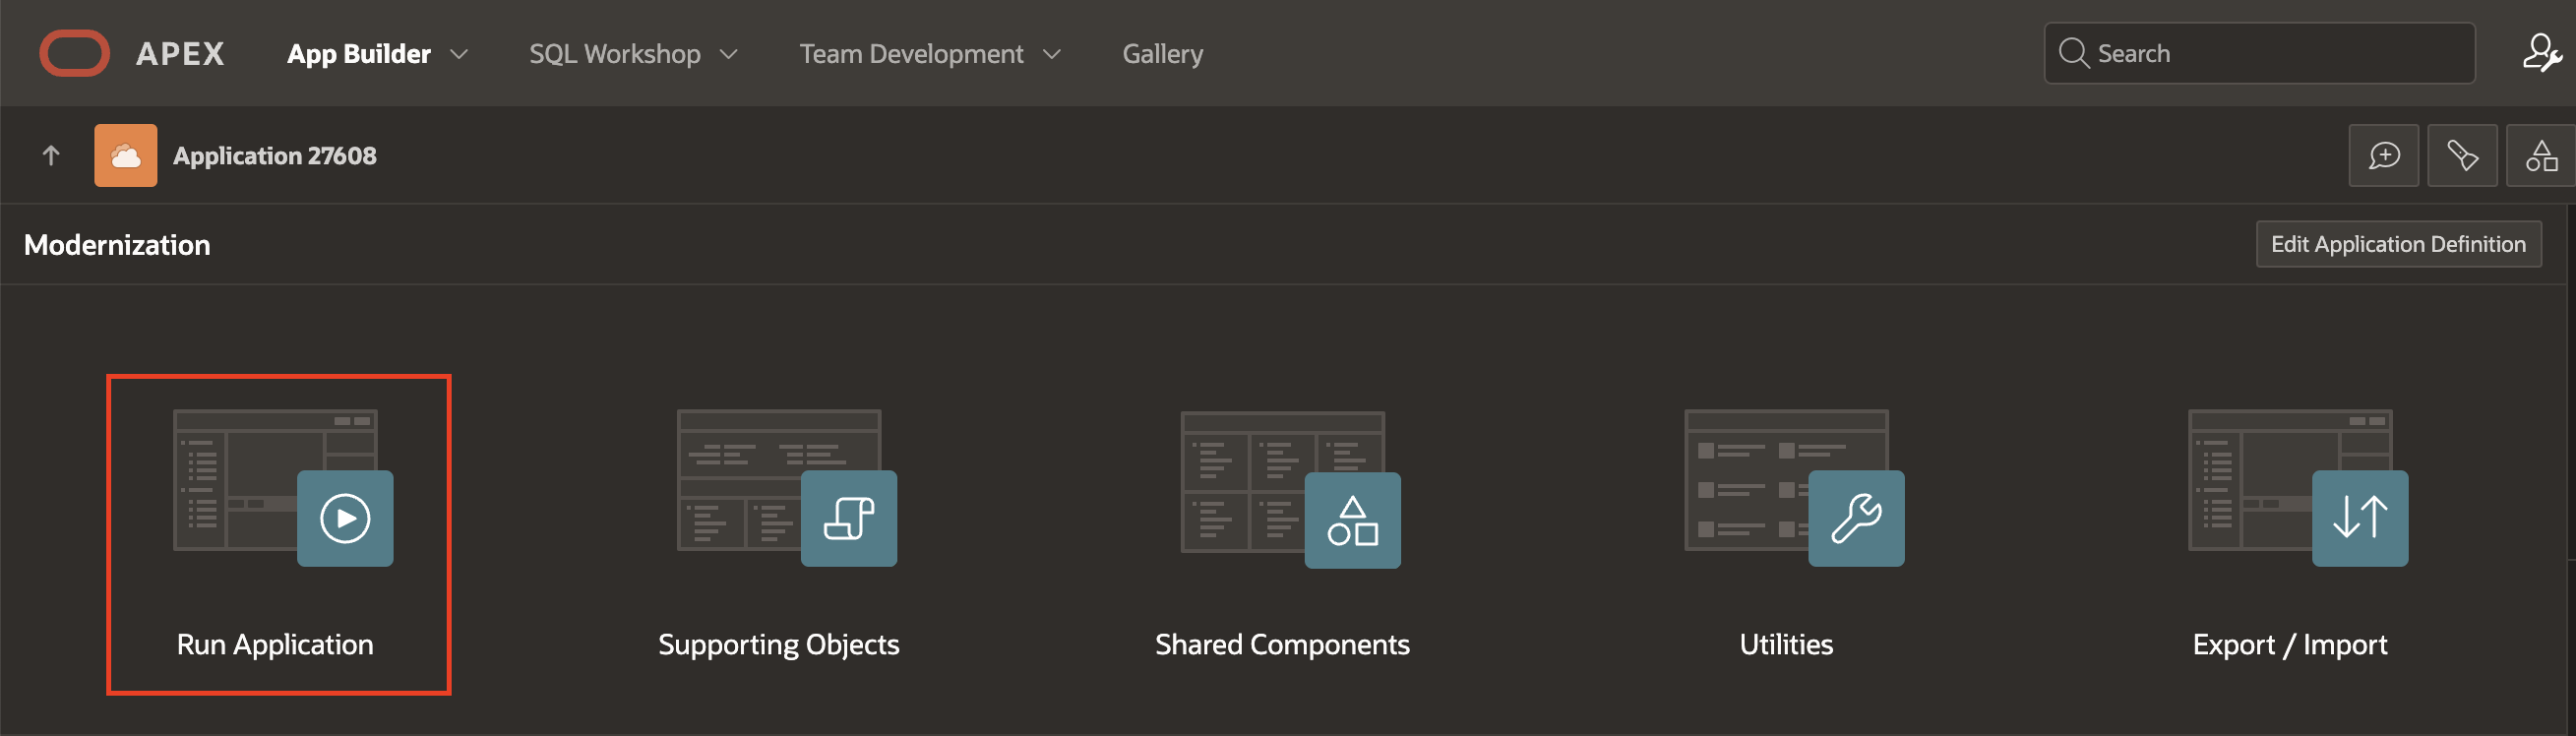 APEX App Builder SQL Workshop Team Development Gallery Search
Application 27608
Modernization Edit Application Definition
Run Application Supporting Objects Shared Components Utilities Export / Import